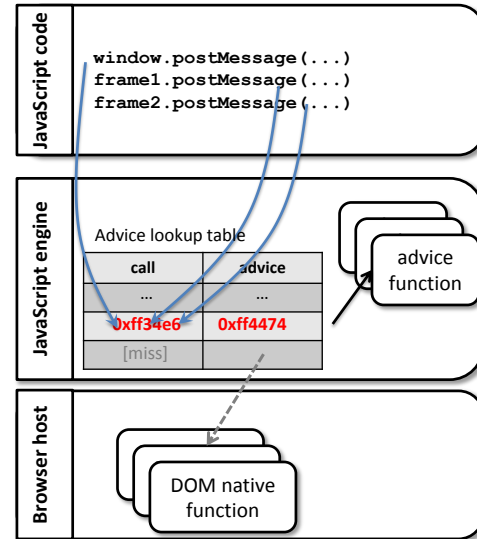 JavaScript code
window.postMessage(...)
frame1.postMessage(...)
frame2.postMessage(...)
JavaScript engine
Advice lookup table
call advice
... ...
0xff34e6 0xff4474
[miss]
advice
function
Browser host
DOM native
function